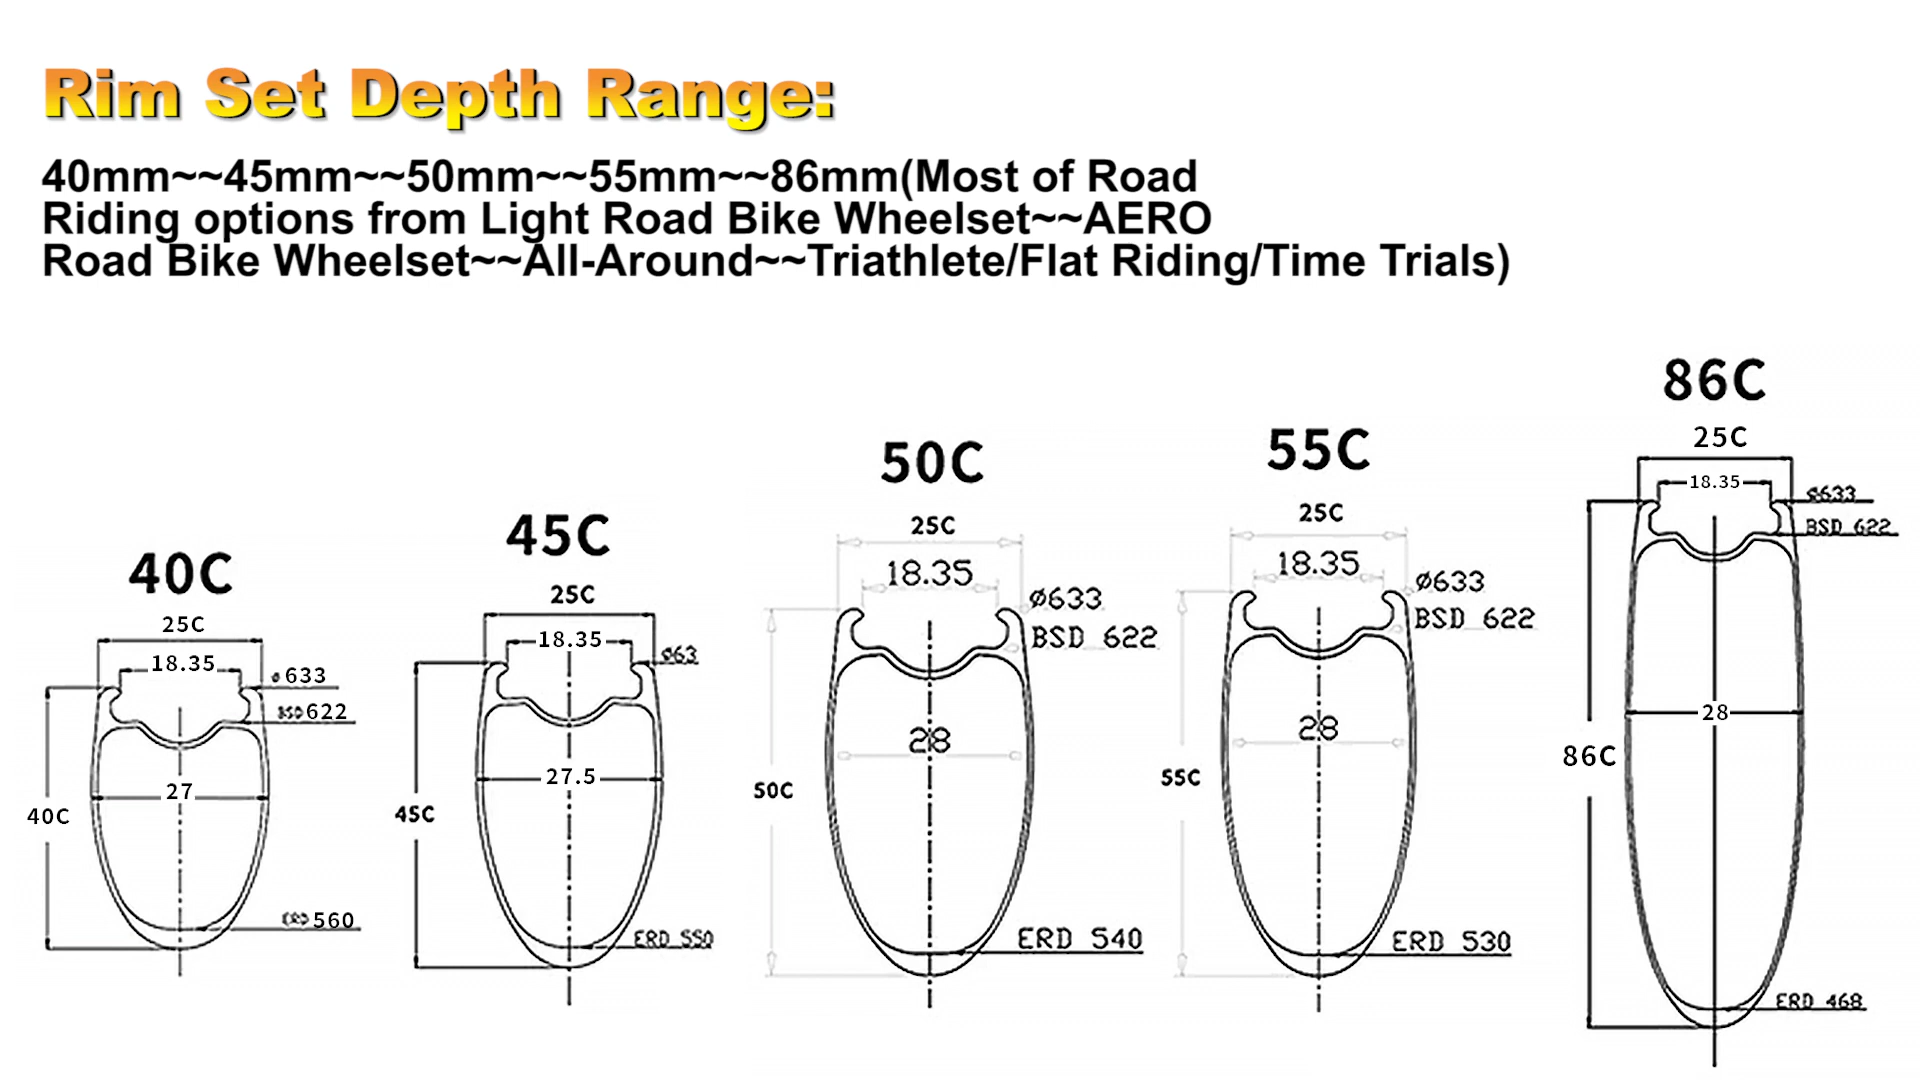 Rim Set Depth Range:
40mm~~45mm~~50mm~~55mm~~86mm(Most of Road
Riding options from Light Road Bike Wheelset~~AERO
Road Bike Wheelset~~All-Around~~Triathlete/Flat Riding/Time Trials)
40C
25C
18.35
ø633
BSD 622
27
40C
ERD 560
45C
25C
18.35
ø63
27.5
45C
ERD 550
50C
25C
18.35
Ø633
BSD 622
28
50C
ERD 540
55C
25C
18.35
Ø633
BSD 622
28
55C
ERD 530
86C
25C
18.35
ø633
BSD 622
28
86C
ERD 468